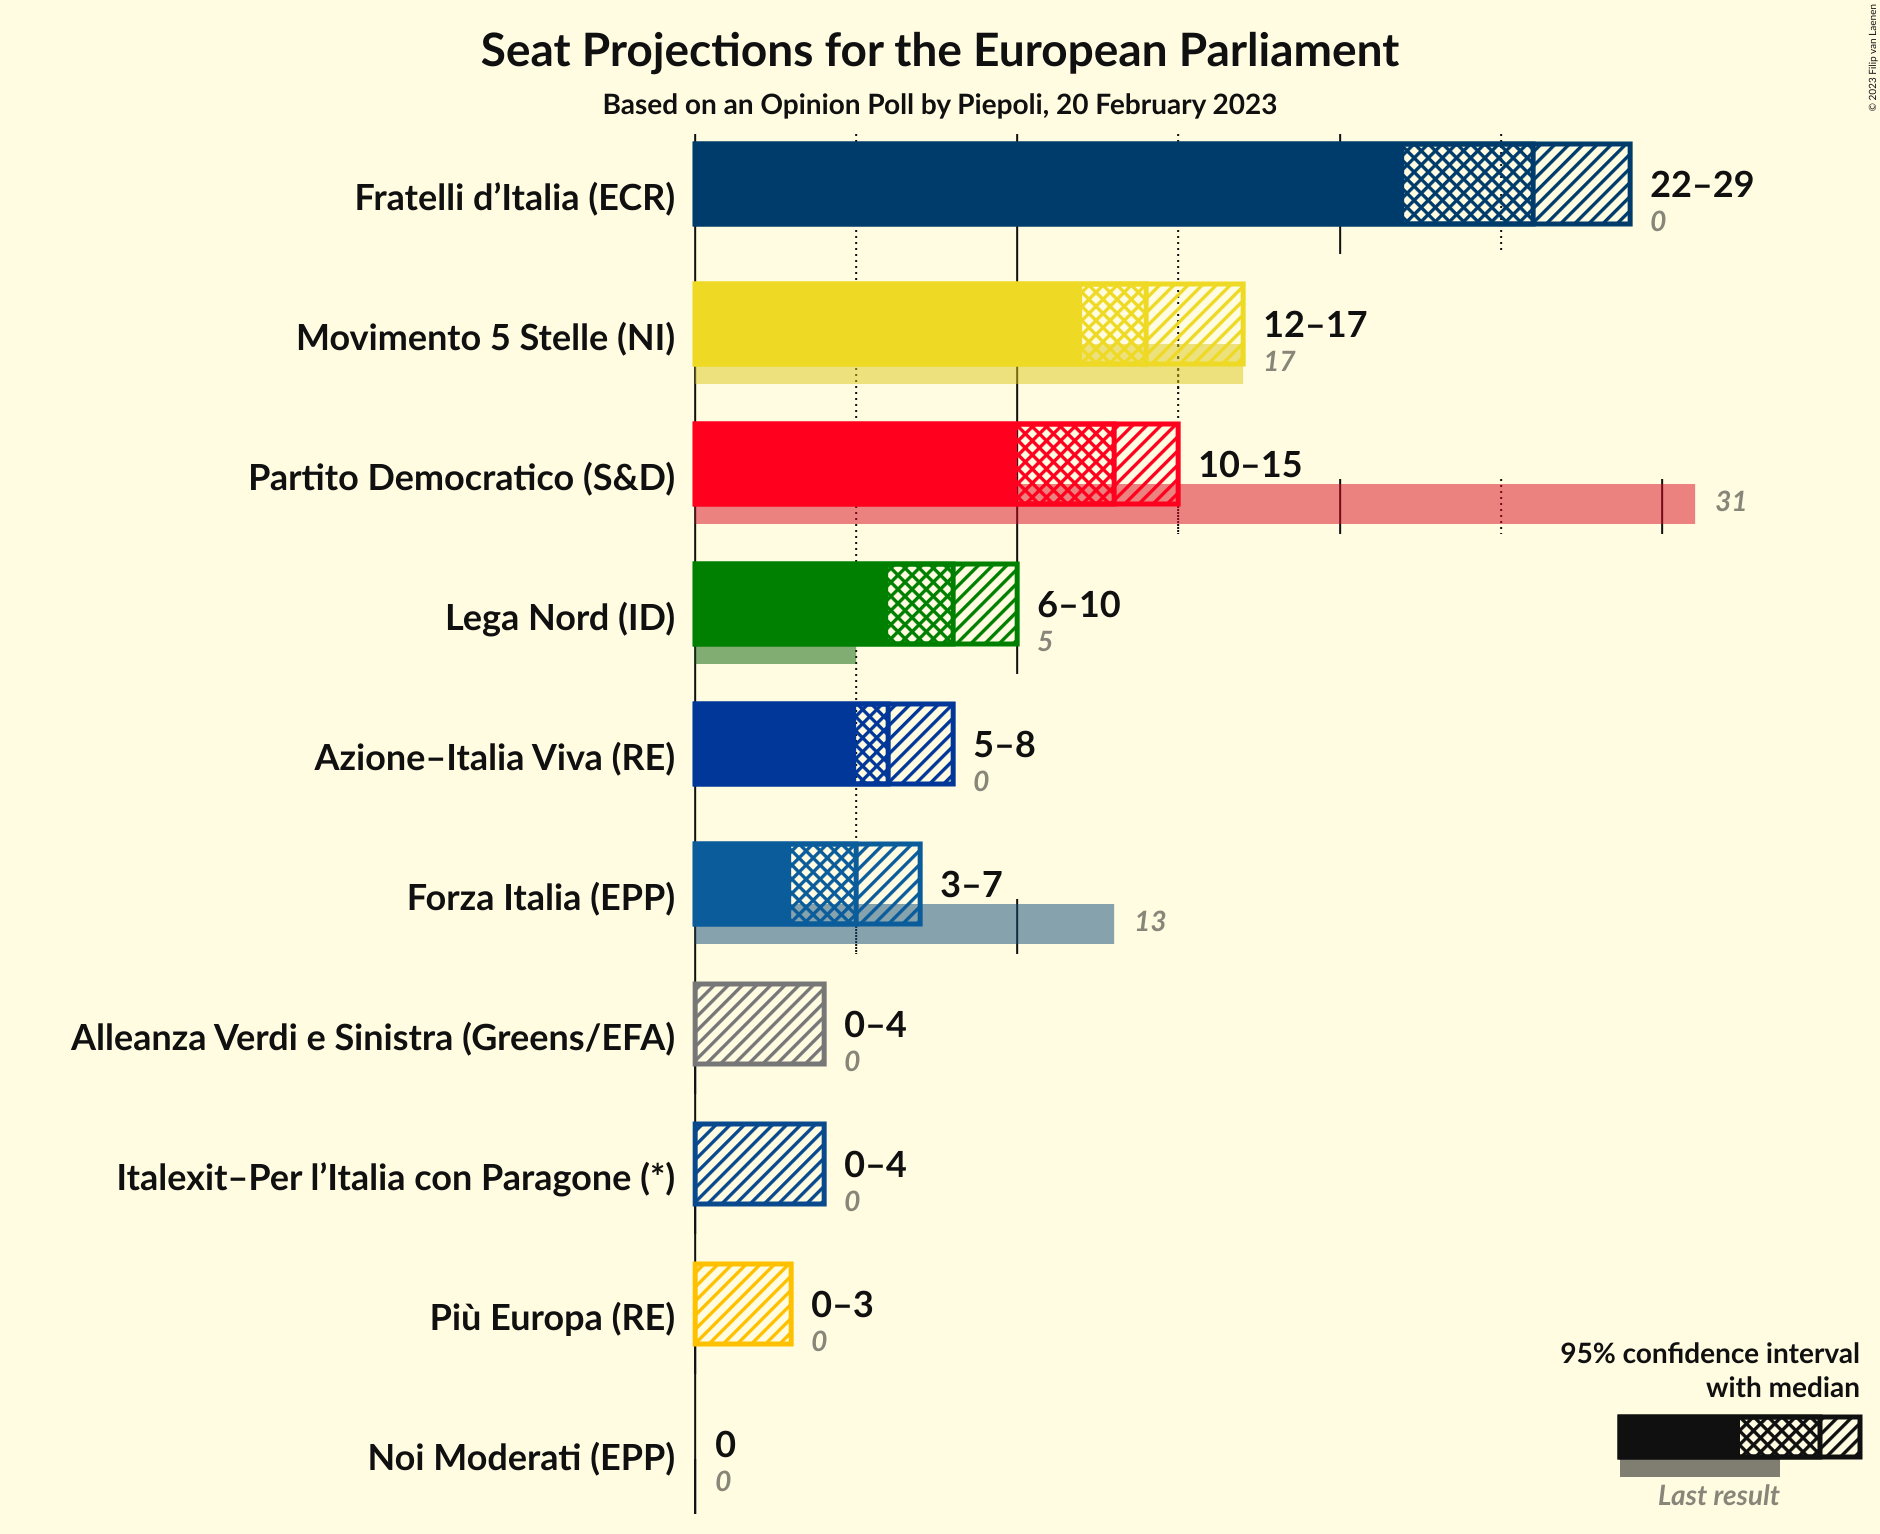 Seat Projections for the European Parliament
Based on an Opinion Poll by Piepoli, 20 February 2023
© 2023 Filip van Laenen
Fratelli d’Italia (ECR)
22–29
0
Movimento 5 Stelle (NI)
12–17
17
Partito Democratico (S&D)
10–15
31
Lega Nord (ID)
6–10
5
Azione–Italia Viva (RE)
5–8
0
Forza Italia (EPP)
3–7
13
Alleanza Verdi e Sinistra (Greens/EFA)
0–4
0
Italexit–Per l’Italia con Paragone (*)
0–4
0
Più Europa (RE)
0–3
0
Noi Moderati (EPP)
0
0
95% confidence interval
with median
Last result